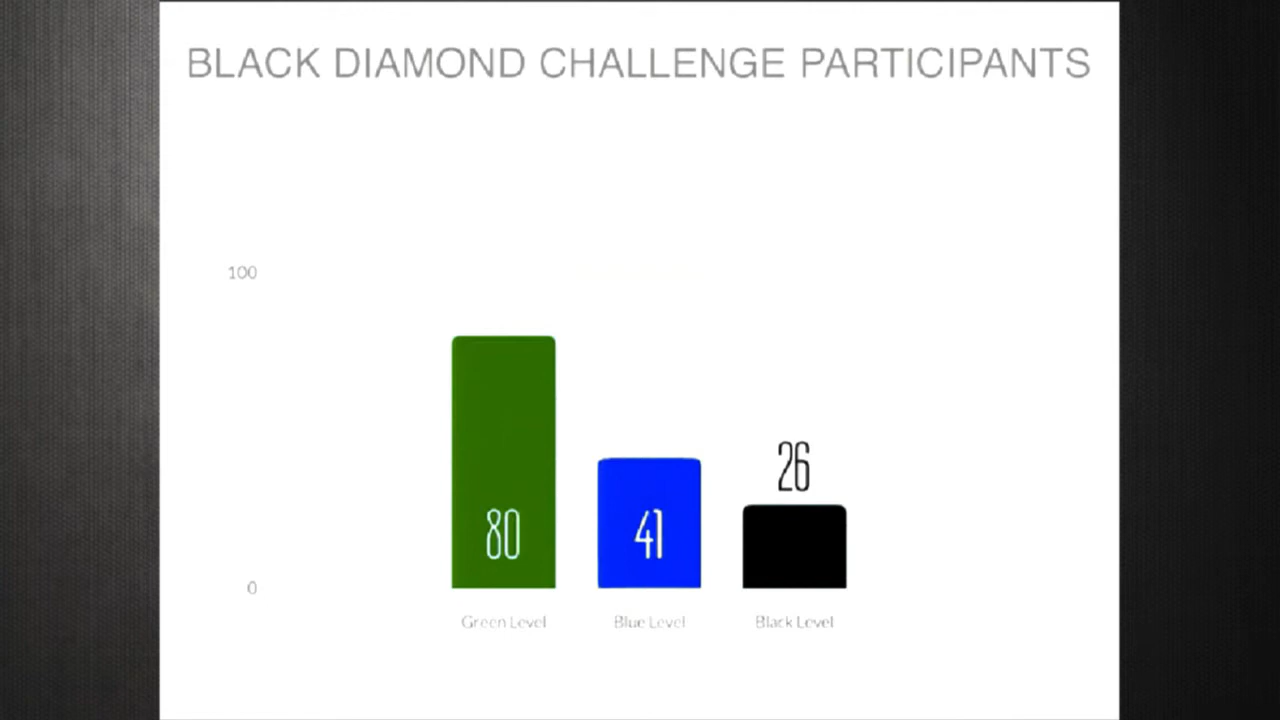 BLACK DIAMOND CHALLENGE PARTICIPANTS
100
26
80
41
0
Green Level
Blue Level
Black Level